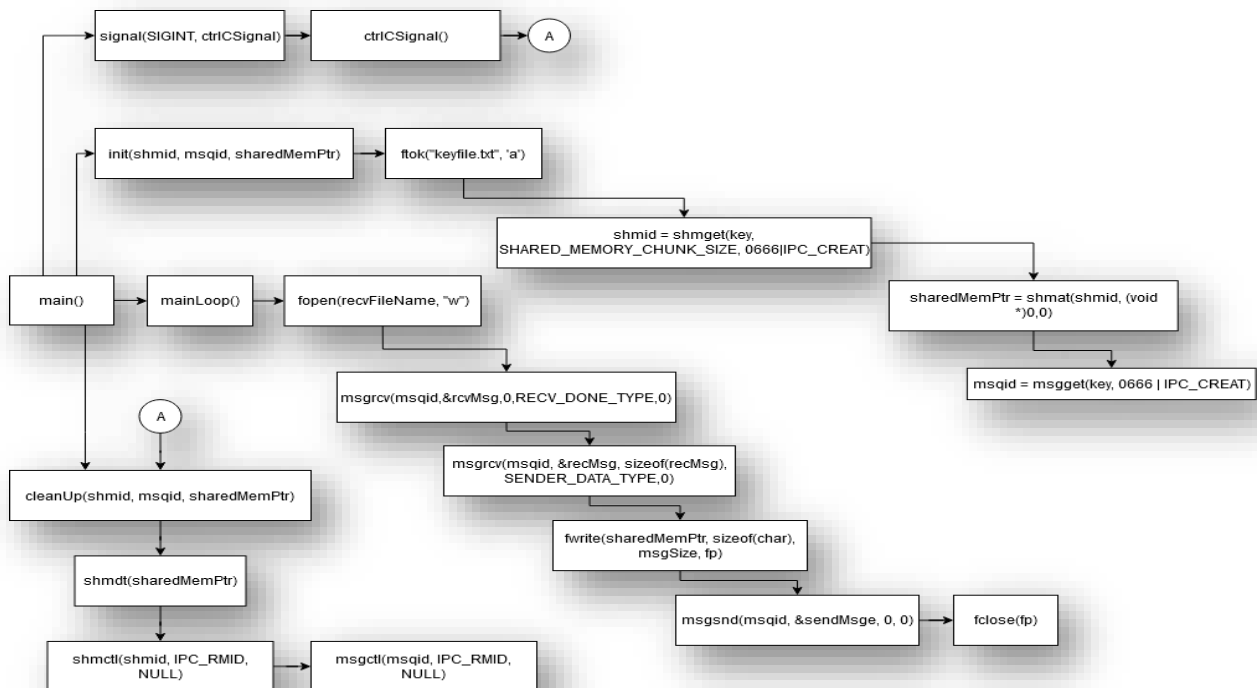 signal(SIGINT, ctrlCSignal)
ctrlCSignal()
A
init(shmid, msqid, sharedMemPtr)
ftok("keyfile.txt", 'a')
shmid = shmget(key,
SHARED_MEMORY_CHUNK_SIZE, 0666|IPC_CREAT)
main()
mainLoop()
fopen(recvFileName, "w")
sharedMemPtr = shmat(shmid, (void
*)0,0)
msqid = msgget(key, 0666 | IPC_CREAT)
msgrcv(msqid,&rcvMsg,0,RECV_DONE_TYPE,0)
A
msgrcv(msqid, &recMsg, sizeof(recMsg),
SENDER_DATA_TYPE,0)
cleanUp(shmid, msqid, sharedMemPtr)
fwrite(sharedMemPtr, sizeof(char),
msgSize, fp)
shmdt(sharedMemPtr)
msgsnd(msqid, &sendMsge, 0, 0)
fclose(fp)
shmctl(shmid, IPC_RMID,
NULL)
msgctl(msqid, IPC_RMID,
NULL)